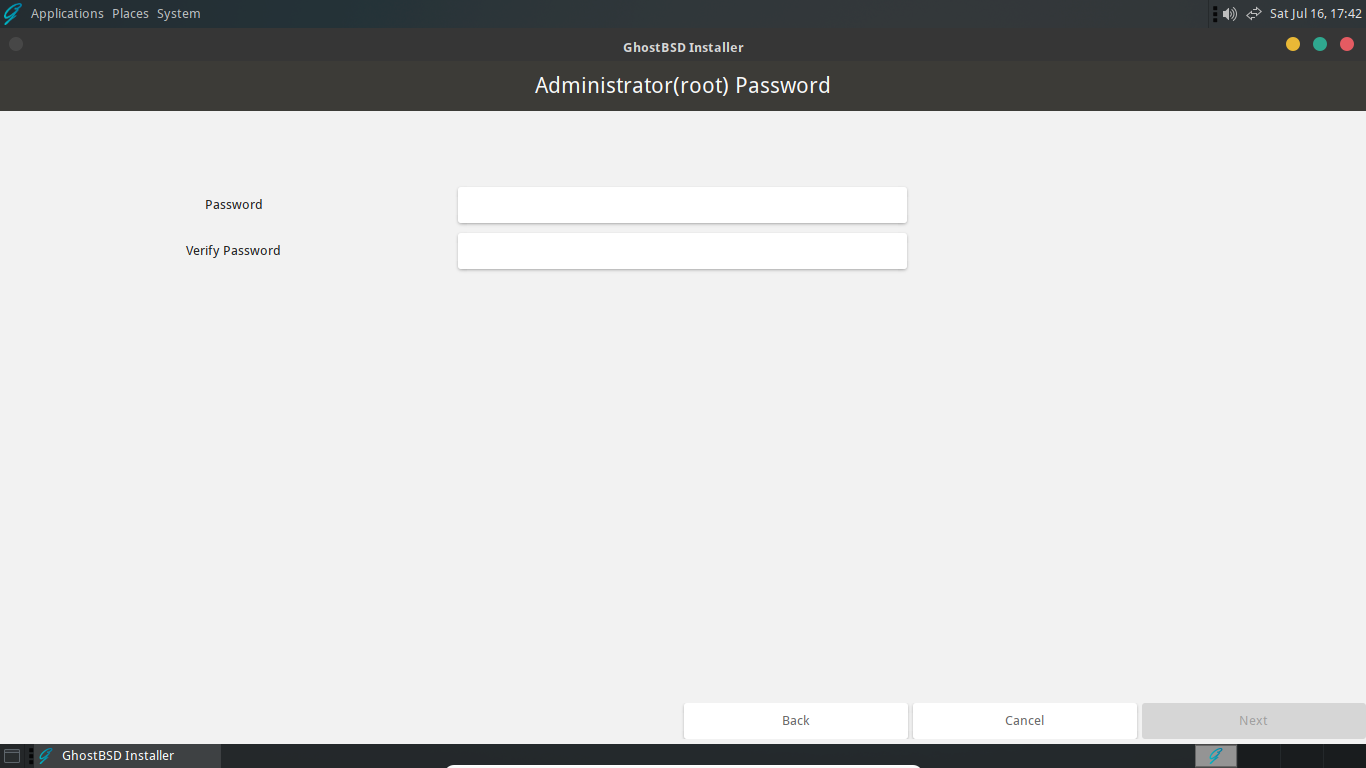 Applications Places System Sat Jul 16, 17:42
GhostBSD Installer
Administrator(root) Password
Password
Verify Password
Back Cancel Next
GhostBSD Installer